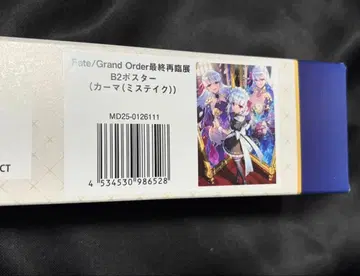 Fate/Grand Order最終再臨展
B2ポスター
(カーマ(ミステイク))
MD25-0126111
4 534530 986528
CT